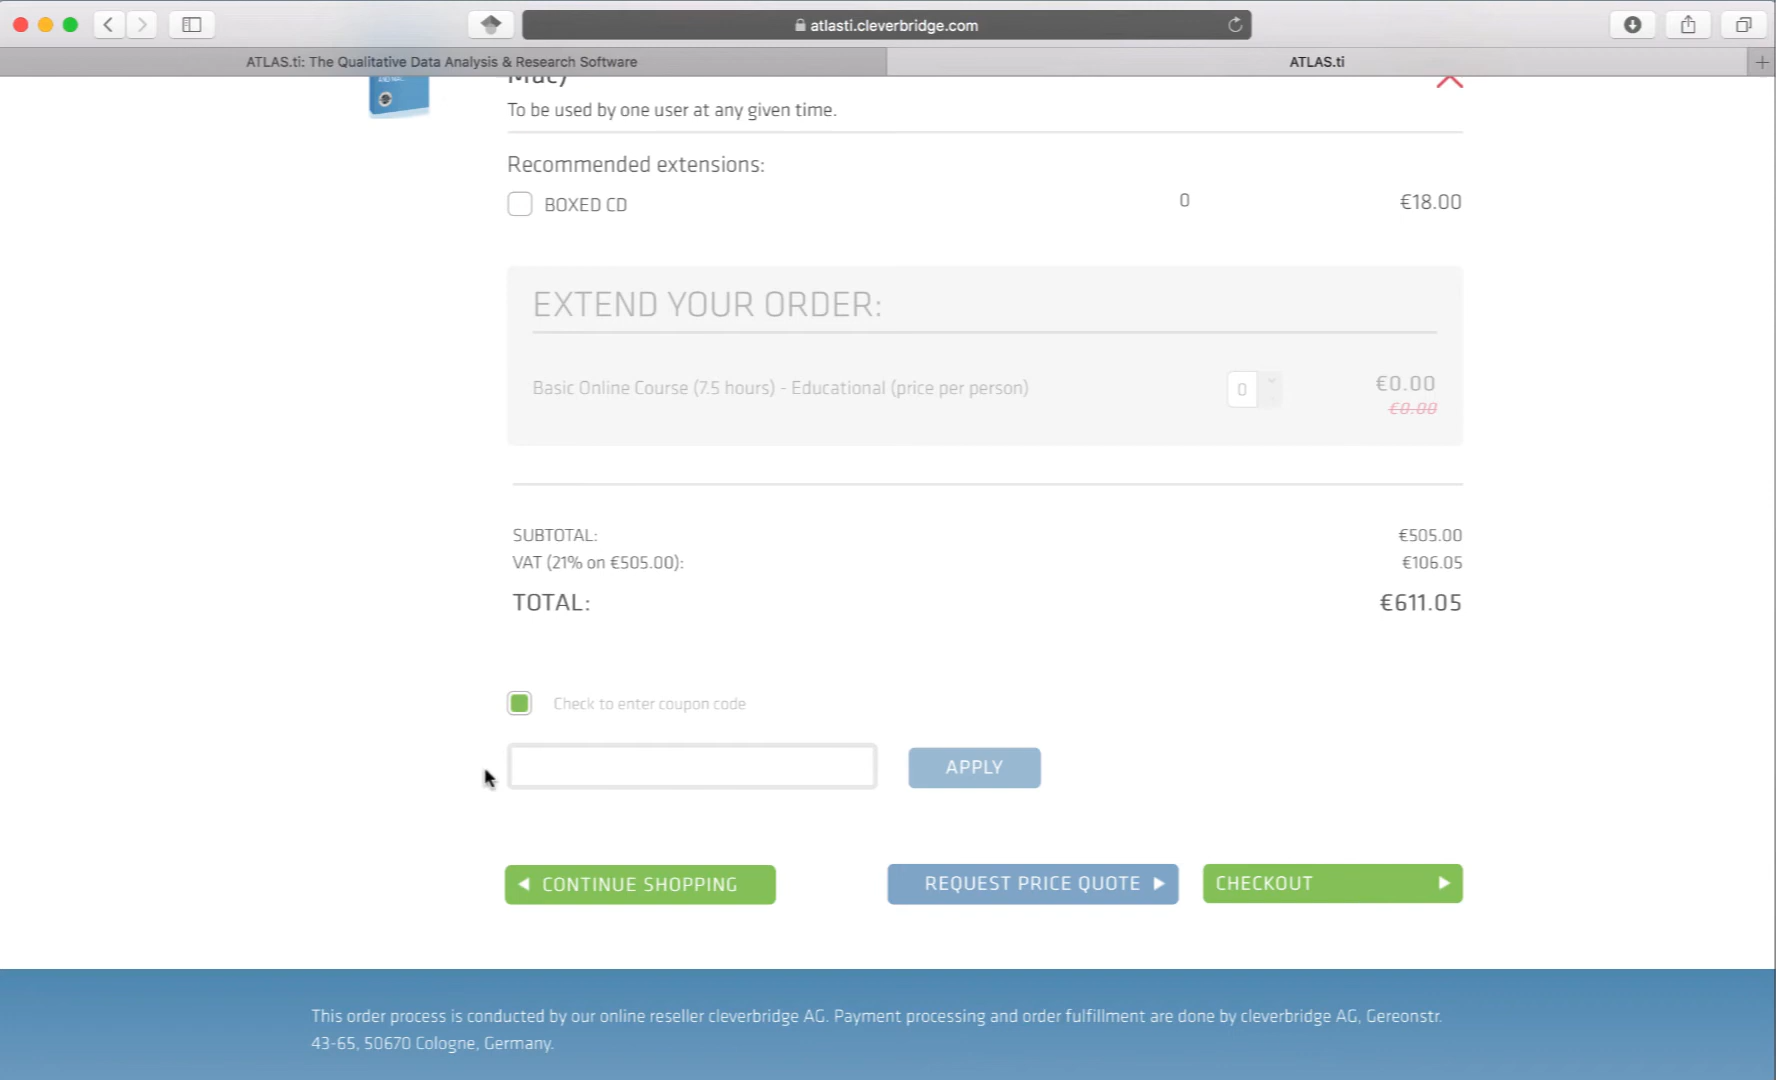 atlasti.cleverbridge.com
ATLAS.ti: The Qualitative Data Analysis & Research Software
ATLAS.ti
Mac)
To be used by one user at any given time.
Recommended extensions:
BOXED CD 0 €18.00
EXTEND YOUR ORDER:
Basic Online Course (7.5 hours) - Educational (price per person) 0 €0.00
€0.00
SUBTOTAL: €505.00
VAT (21% on €505.00): €106.05
TOTAL: €611.05
Check to enter coupon code
APPLY
CONTINUE SHOPPING
REQUEST PRICE QUOTE
CHECKOUT
This order process is conducted by our online reseller cleverbridge AG. Payment processing and order fulfillment are done by cleverbridge AG, Gereonstr.
43-65, 50670 Cologne, Germany.